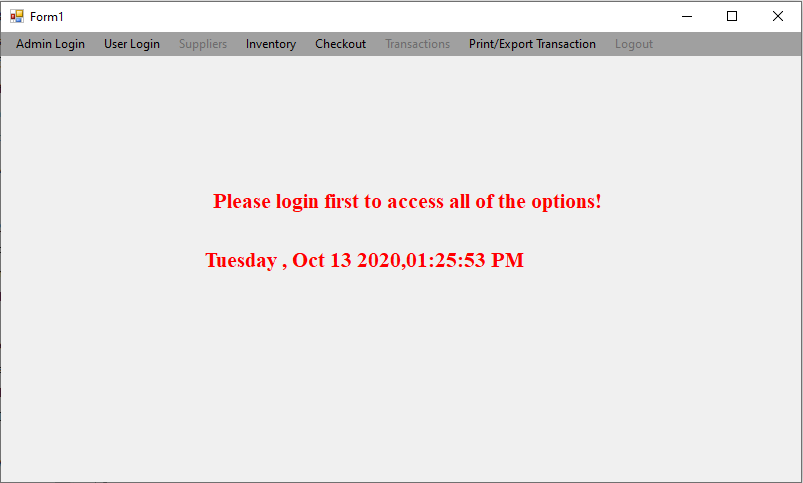 Form1
Admin Login User Login Suppliers Inventory Checkout Transactions Print/Export Transaction Logout
Please login first to access all of the options!
Tuesday , Oct 13 2020,01:25:53 PM